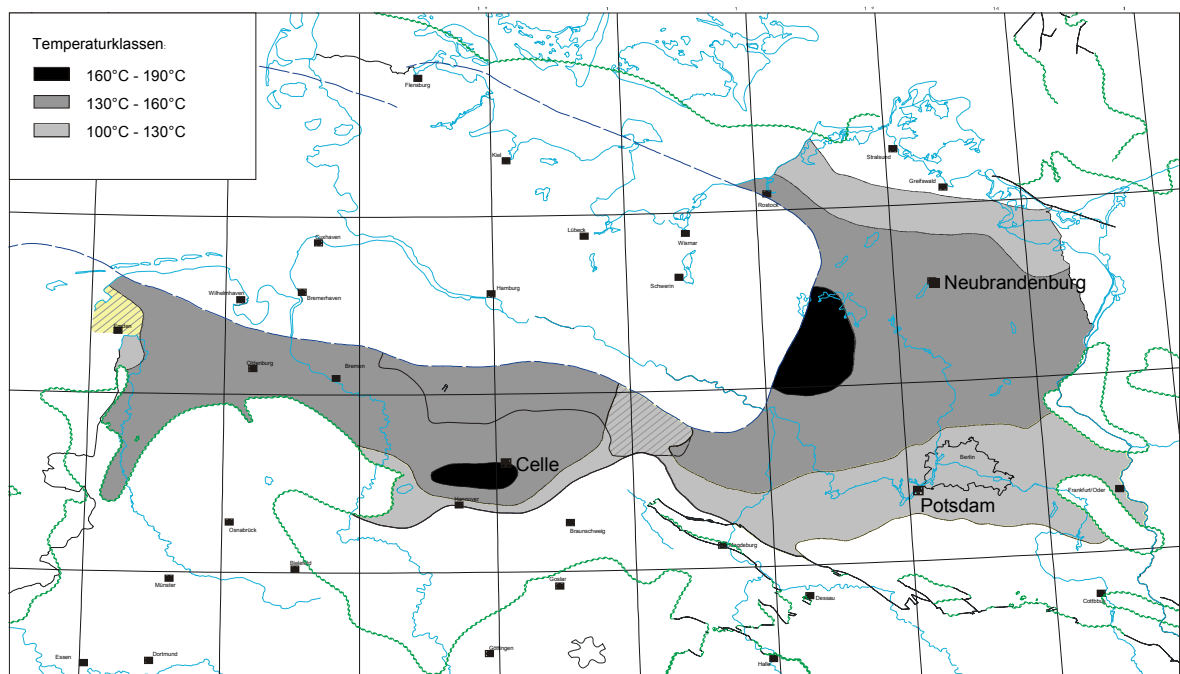 Temperaturklassen:
160°C - 190°C
130°C - 160°C
100°C - 130°C
Flensburg
Kiel
Stralsund
Greifswald
Rostock
Lübeck
Wismar
Cuxhaven
Schwerin
Neubrandenburg
Wilhelmshaven
Bremerhaven
Hamburg
Emden
Oldenburg
Bremen
Celle
Berlin
Hannover
Potsdam
Frankfurt/Oder
Osnabrück
Braunschweig
Magdeburg
Bielefeld
Münster
Goslar
Dessau
Cottbus
Essen
Dortmund
Göttingen
Halle